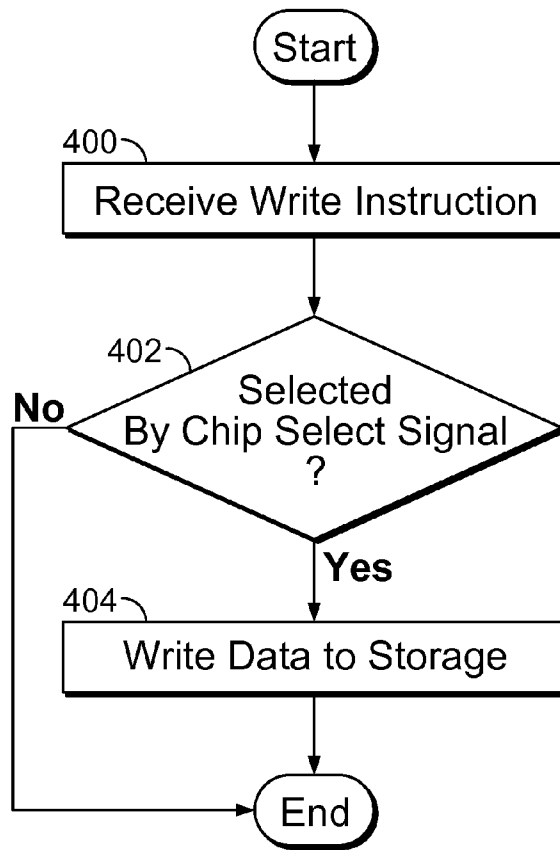 Start
400
Receive Write Instruction
402
Selected
No
By Chip Select Signal
?
Yes
404
Write Data to Storage
End